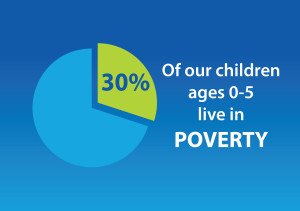 30%
Of our children
ages 0-5
live in
POVERTY